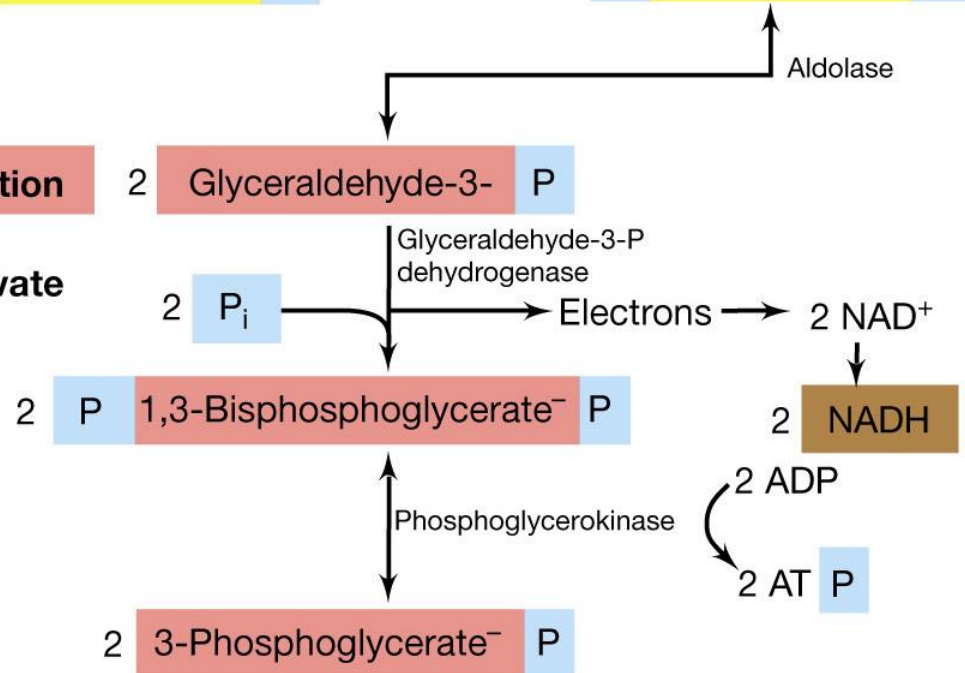 Aldolase
tion
2 Glyceraldehyde-3- P
Glyceraldehyde-3-P
dehydrogenase
vate
2 Pi
Electrons
2 NAD⁺
2 P 1,3-Bisphosphoglycerate⁻ P
2 NADH
2 ADP
Phosphoglycerokinase
2 AT P
2 3-Phosphoglycerate⁻ P